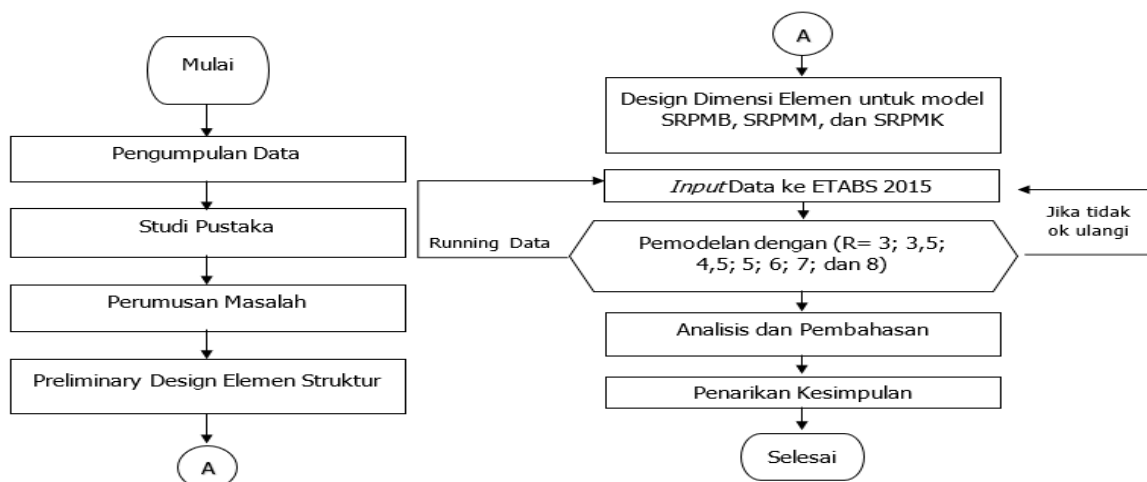 Mulai
Pengumpulan Data
Studi Pustaka
Perumusan Masalah
Preliminary Design Elemen Struktur
A
A
Design Dimensi Elemen untuk model
SRPMB, SRPMM, dan SRPMK
InputData ke ETABS 2015
Running Data
Pemodelan dengan (R= 3; 3,5;
4,5; 5; 6; 7; dan 8)
Jika tidak
ok ulangi
Analisis dan Pembahasan
Penarikan Kesimpulan
Selesai